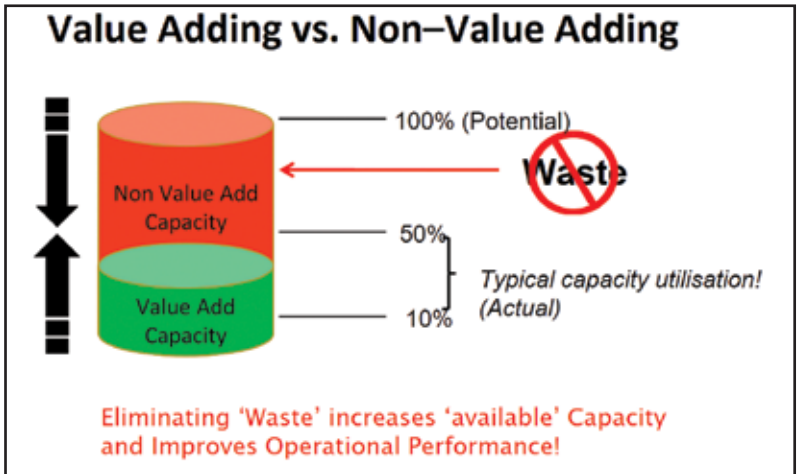 Value Adding vs. Non–Value Adding
100% (Potential)
Waste
Non Value Add
Capacity
50%
Typical capacity utilisation!
(Actual)
Value Add
Capacity
10%
Eliminating ‘Waste’ increases ‘available’ Capacity
and Improves Operational Performance!